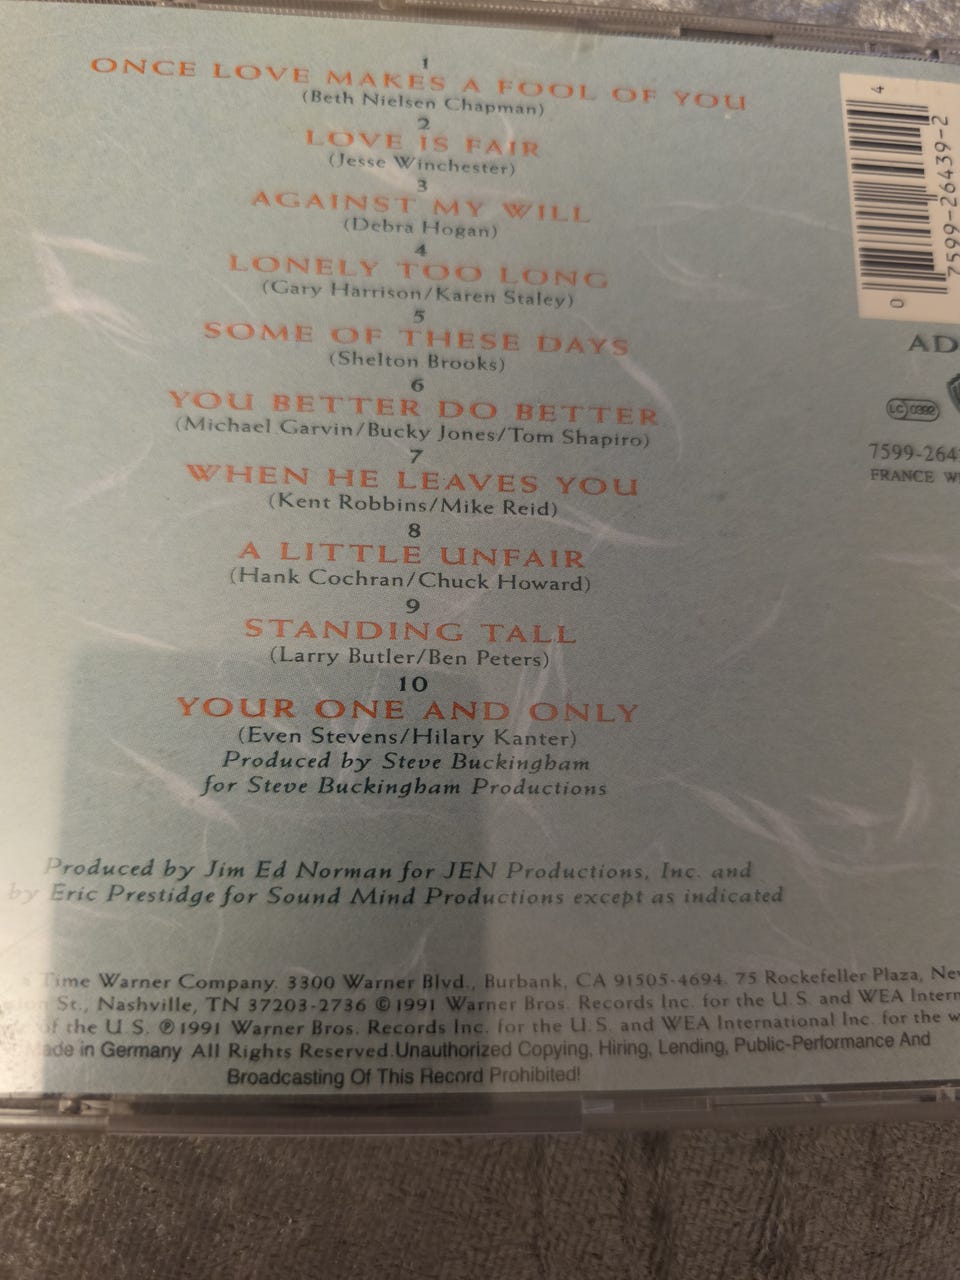 1
ONCE LOVE MAKES A FOOL OF YOU
(Beth Nielsen Chapman)
2
LOVE IS FAIR
(Jesse Winchester)
3
AGAINST MY WILL
(Debra Hogan)
4
LONELY TOO LONG
(Gary Harrison/Karen Staley)
5
SOME OF THESE DAYS
(Shelton Brooks)
6
YOU BETTER DO BETTER
(Michael Garvin/Bucky Jones/Tom Shapiro)
7
WHEN HE LEAVES YOU
(Kent Robbins/Mike Reid)
8
A LITTLE UNFAIR
(Hank Cochran/Chuck Howard)
9
STANDING TALL
(Larry Butler/Ben Peters)
10
YOUR ONE AND ONLY
(Even Stevens/Hilary Kanter)
Produced by Steve Buckingham
for Steve Buckingham Productions
Produced by Jim Ed Norman for JEN Productions, Inc. and
by Eric Prestidge for Sound Mind Productions except as indicated
a Time Warner Company. 3300 Warner Blvd., Burbank, CA 91505-4694. 75 Rockefeller Plaza,
St., Nashville, TN 37203-2736 ©1991 Warner Bros. Records Inc. for the U.S. and WEA
of the U.S. ℗1991 Warner Bros. Records Inc. for the U.S. and WEA International Inc. for the
Made in Germany All Rights Reserved.Unauthorized Copying, Hiring, Lending, Public-Performance And
Broadcasting Of This Record Prohibited!
4
7599-26439-2
0
AD
LC 0392
7599-264
FRANCE